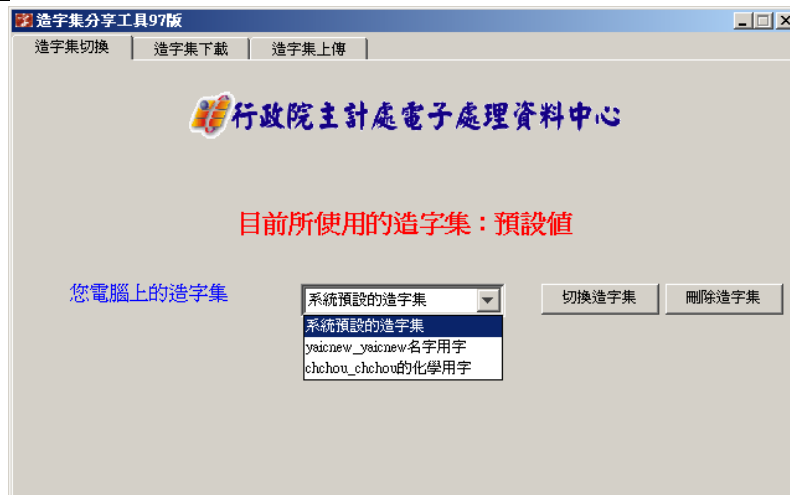 造字集分享工具97版
造字集切換 造字集下載 造字集上傳
行政院主計處電子處理資料中心
目前所使用的造字集：預設值
您電腦上的造字集 系統預設的造字集 切換造字集 刪除造字集
系統預設的造字集
yaicnew_yaicnew名字用字
chchou_chchou的化學用字